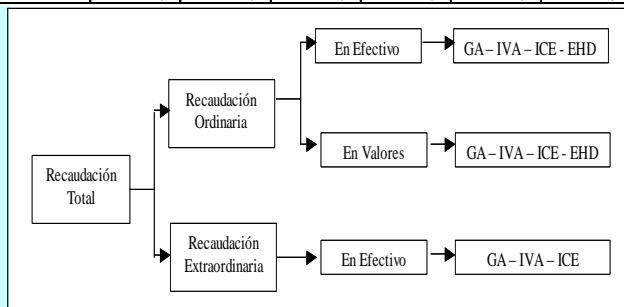 En Efectivo
GA – IVA – ICE - EHD
Recaudación
Ordinaria
En Valores
GA – IVA – ICE - EHD
Recaudación
Total
Recaudación
Extraordinaria
En Efectivo
GA – IVA – ICE